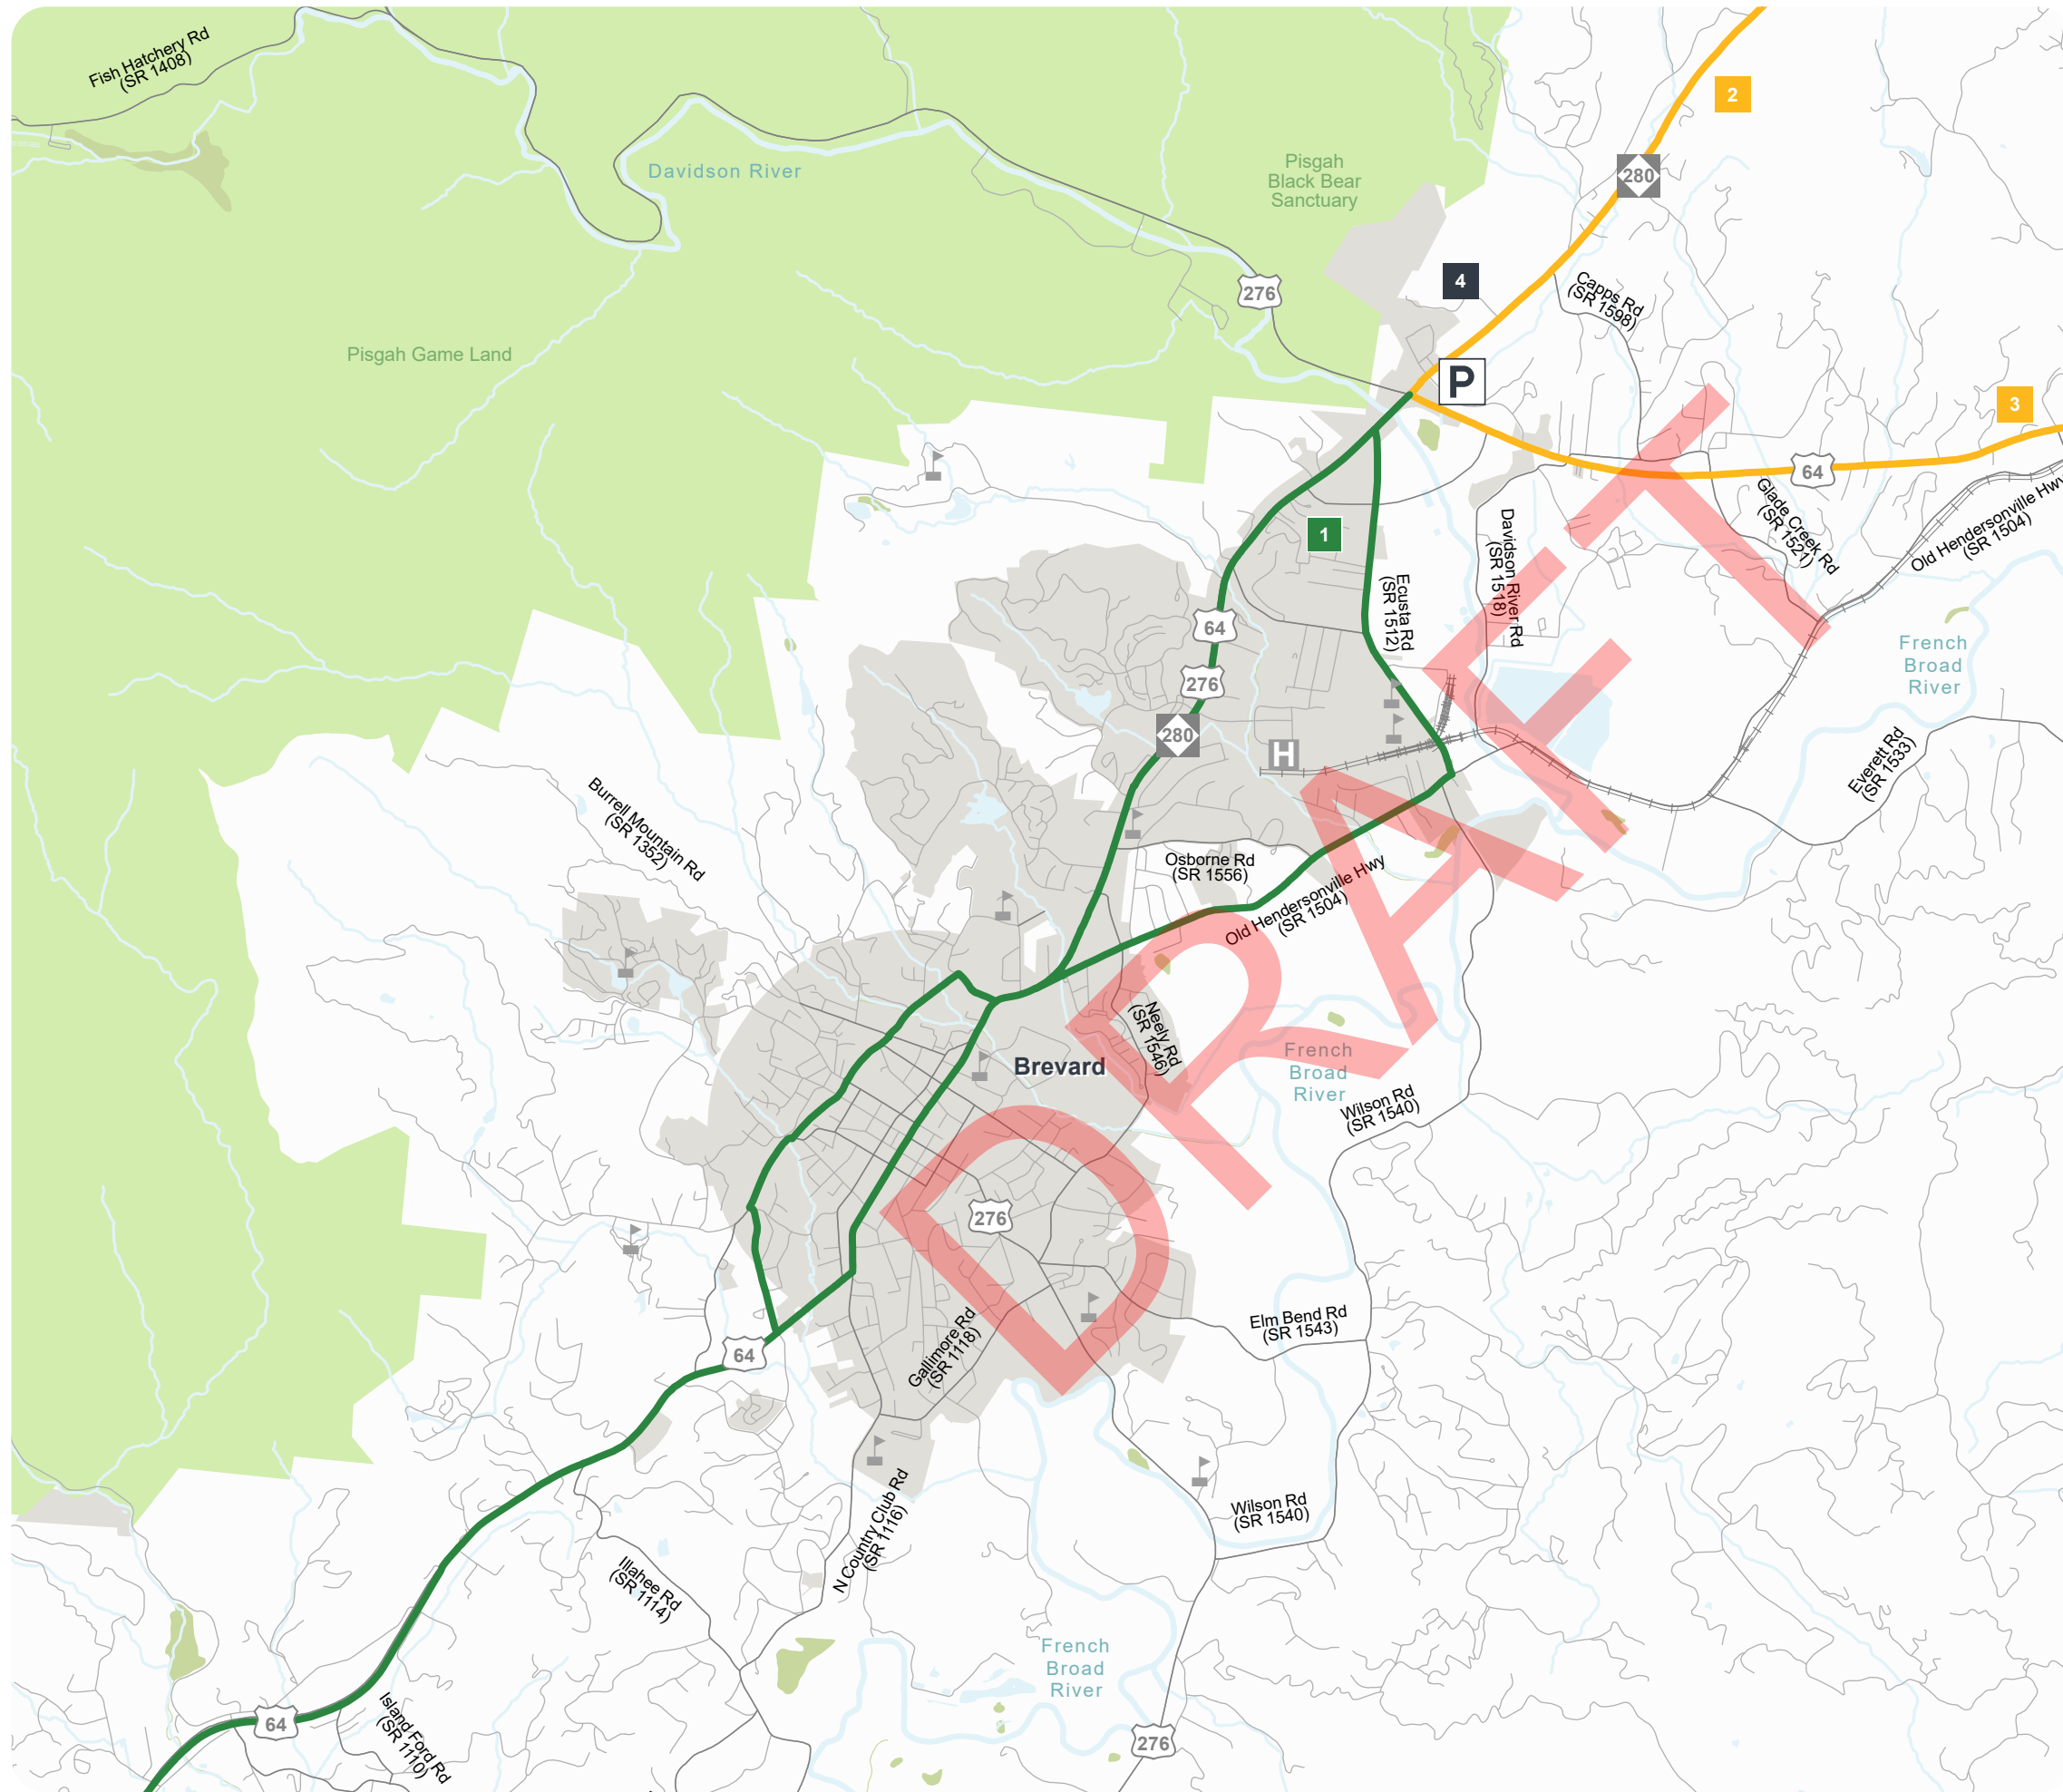 Fish Hatchery Rd
(SR 1408)
2
Davidson River
Pisgah
Black Bear
Sanctuary
280
276
4
Capps Rd
(SR 1598)
Pisgah Game Land
P
3
64
Glade Creek Rd
(SR 1521)
Old Hendersonville Hwy
(SR 1504)
1
Davidson River Rd
(SR 1518)
Ecusta Rd
(SR 1512)
64
French
Broad
River
276
280
H
Everett Rd
(SR 1533)
Burrell Mountain Rd
(SR 1352)
Osborne Rd
(SR 1556)
Old Hendersonville Hwy
(SR 1504)
DRAFT
Neely Rd
(SR 1546)
Brevard
French
Broad
River
Wilson Rd
(SR 1540)
276
Elm Bend Rd
(SR 1543)
64
Gallimore Rd
(SR 1118)
N Country Club Rd
(SR 1116)
Wilson Rd
(SR 1540)
Illahee Rd
(SR 1114)
French
Broad
River
Island Ford Rd
(SR 1110)
64
276